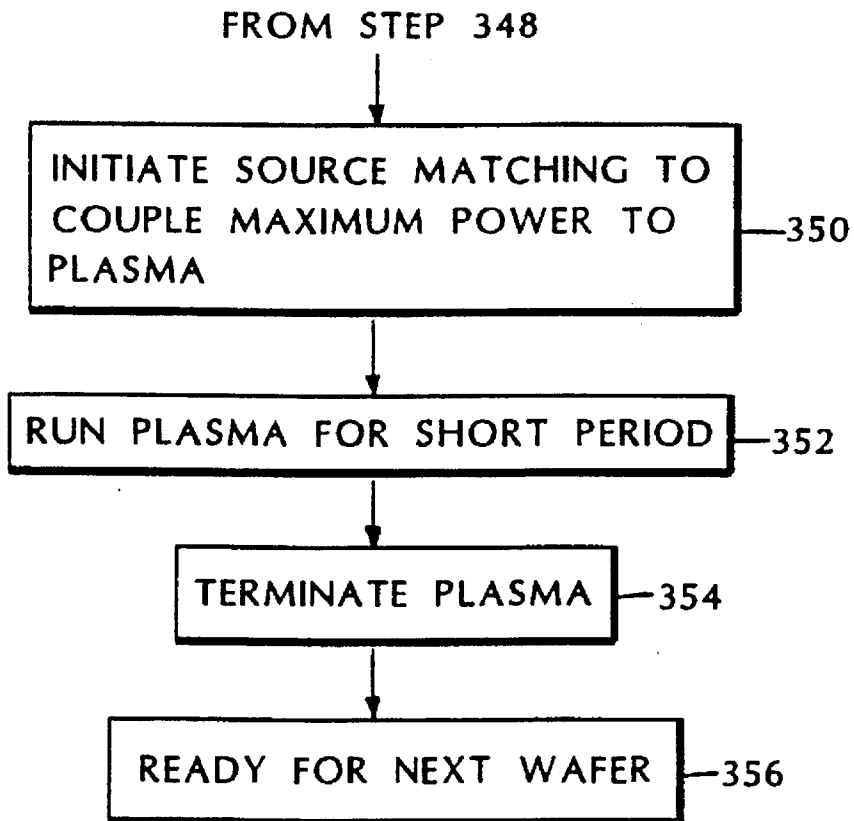 FROM STEP 348
INITIATE SOURCE MATCHING TO
COUPLE MAXIMUM POWER TO
PLASMA
350
RUN PLASMA FOR SHORT PERIOD
352
TERMINATE PLASMA
354
READY FOR NEXT WAFER
356